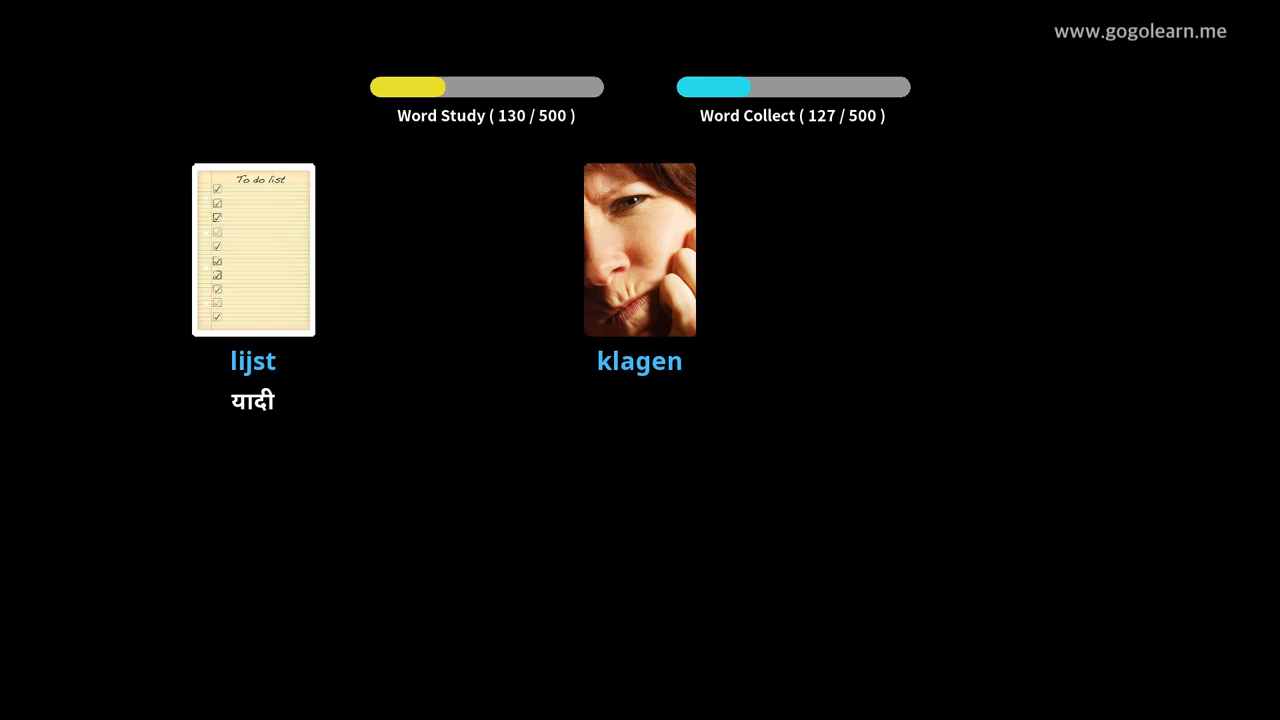 www.gogolearn.me
Word Study ( 130 / 500 )
Word Collect ( 127 / 500 )
To do list
lijst
klagen
यादी